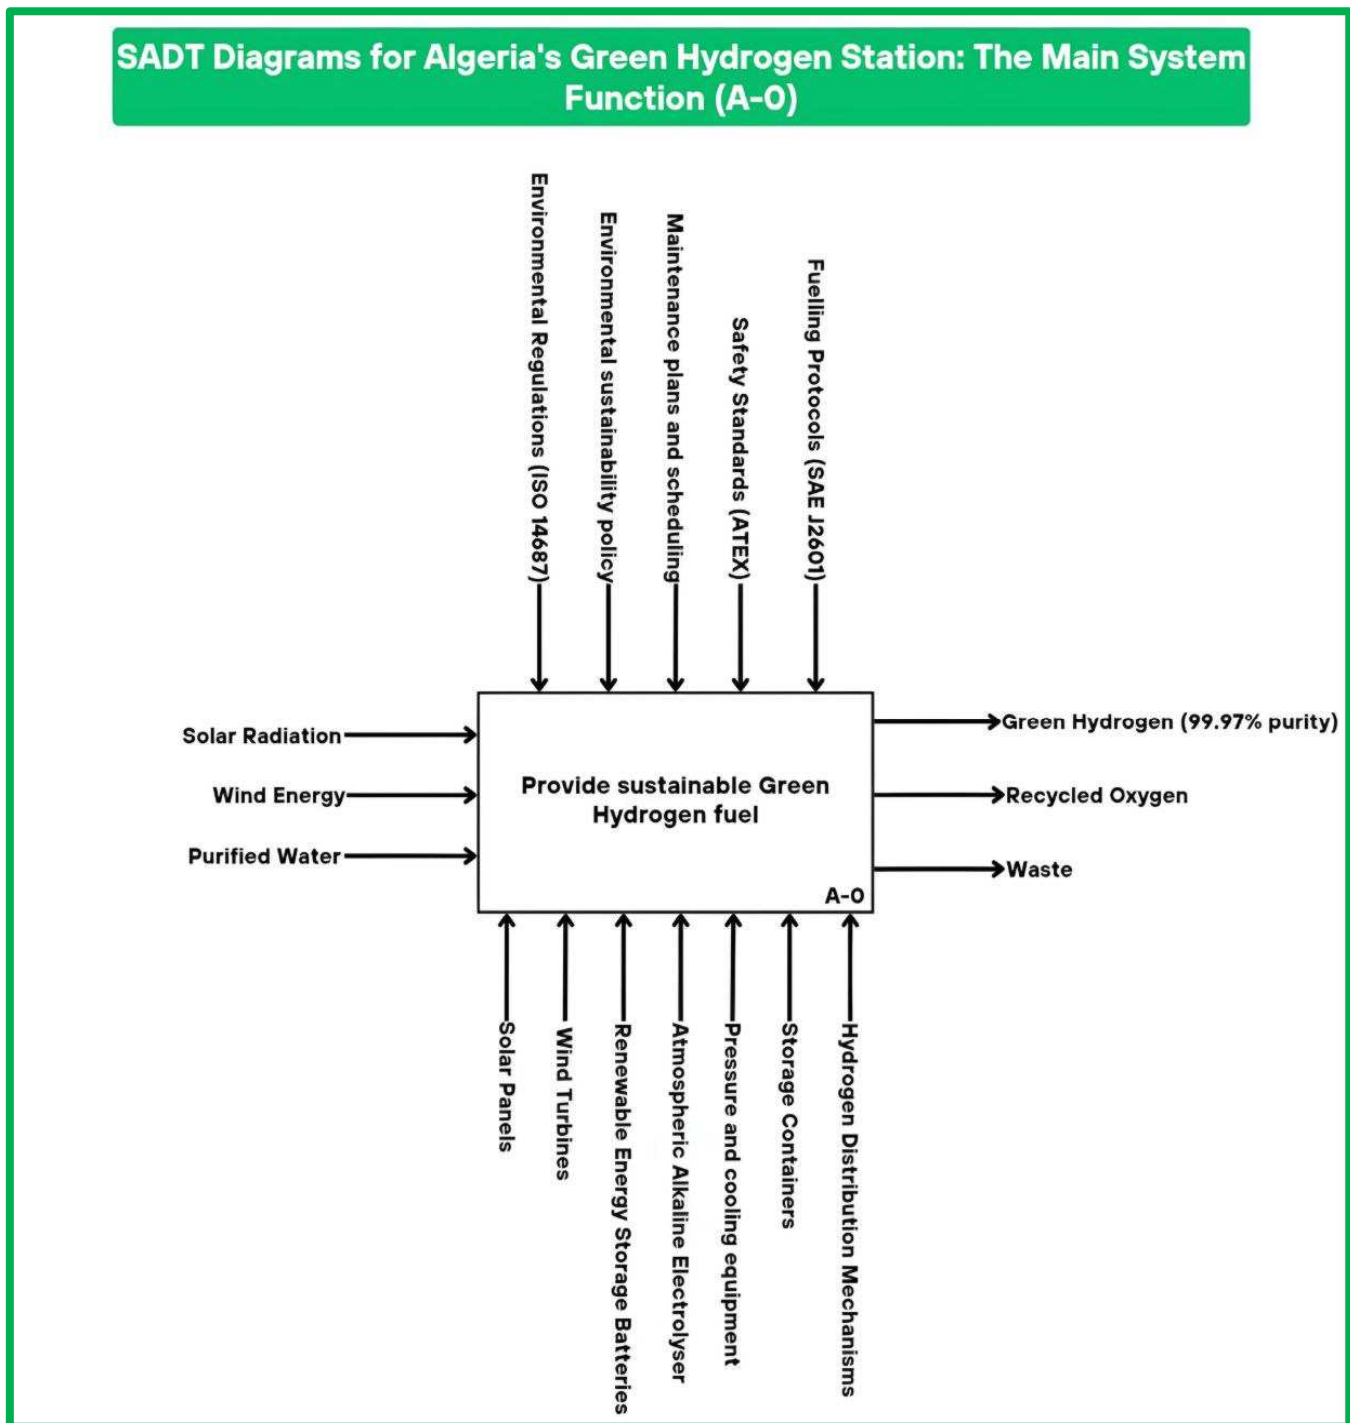 SADT Diagrams for Algeria's Green Hydrogen Station: The Main System
Function (A-0)
Environmental Regulations (ISO 14687)
Environmental sustainability policy
Maintenance plans and scheduling
Safety Standards (ATEX)
Fuelling Protocols (SAE J2601)
Solar Radiation
Wind Energy
Purified Water
Provide sustainable Green
Hydrogen fuel
A-0
Green Hydrogen (99.97% purity)
Recycled Oxygen
Waste
Solar Panels
Wind Turbines
Renewable Energy Storage Batteries
Atmospheric Alkaline Electrolyser
Pressure and cooling equipment
Storage Containers
Hydrogen Distribution Mechanisms